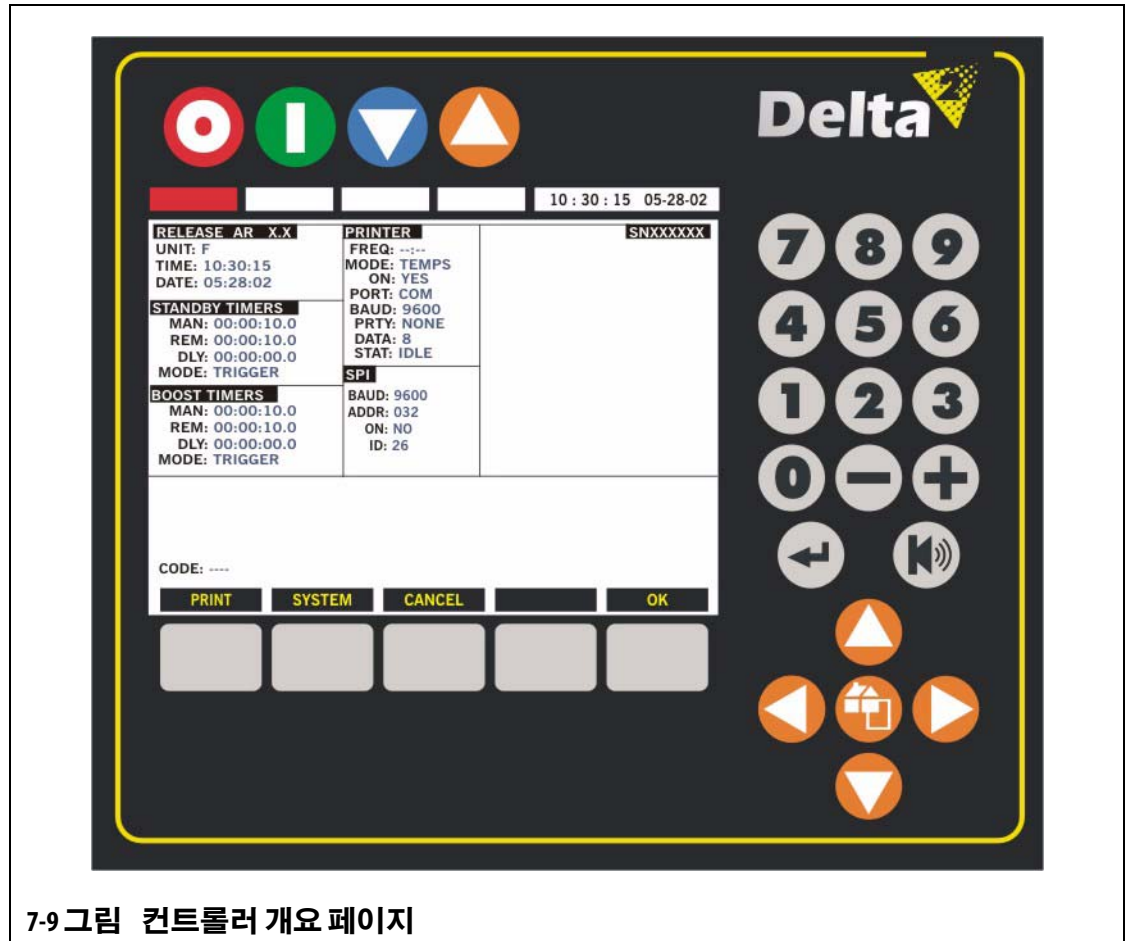 Delta 2
10 : 30 : 15 05-28-02
RELEASE AR X.X
UNIT: F
TIME: 10:30:15
DATE: 05:28:02
STANDBY TIMERS
MAN: 00:00:10.0
REM: 00:00:10.0
DLY: 00:00:00.0
MODE: TRIGGER
BOOST TIMERS
MAN: 00:00:10.0
REM: 00:00:10.0
DLY: 00:00:00.0
MODE: TRIGGER
PRINTER
FREQ: --:--
MODE: TEMPS
ON: YES
PORT: COM
BAUD: 9600
PRTY: NONE
DATA: 8
STAT: IDLE
SPI
BAUD: 9600
ADDR: 032
ON: NO
ID: 26
SNXXXXXX
CODE: ----
PRINT SYSTEM CANCEL OK
7 8 9
4 5 6
1 2 3
0 - +
7-9 그림 컨트롤러 개요 페이지